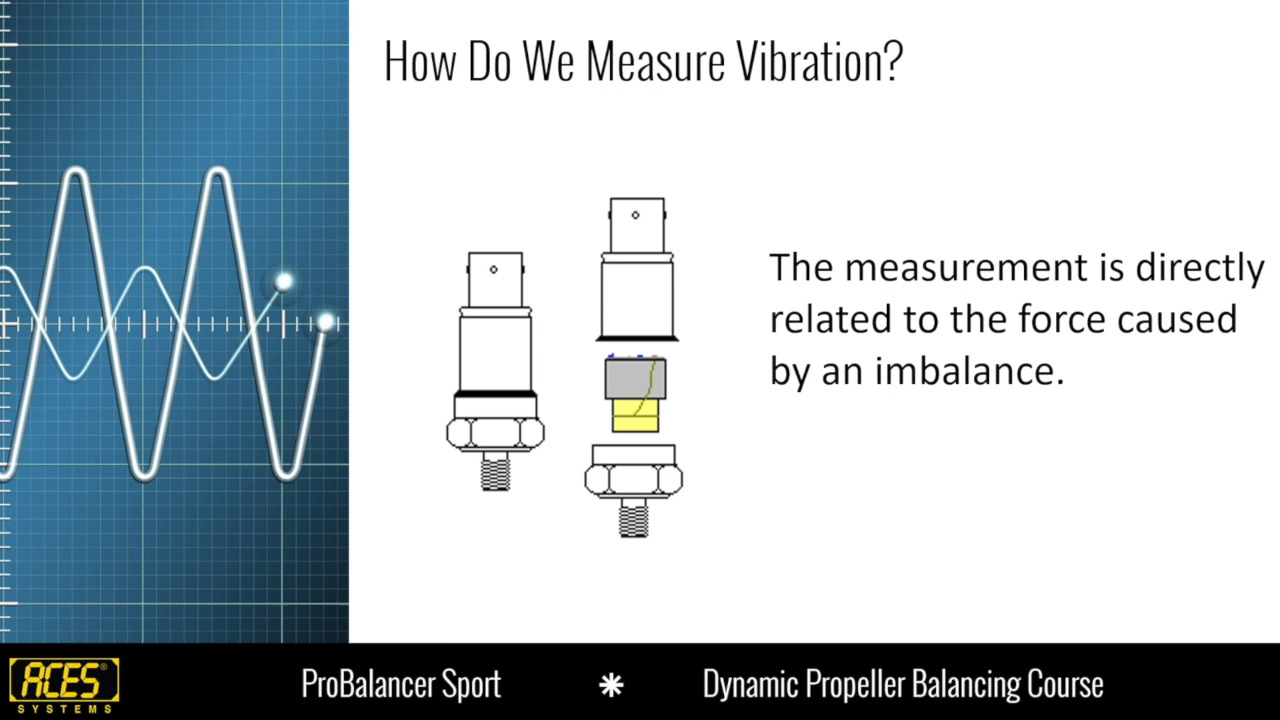 How Do We Measure Vibration?
The measurement is directly
related to the force caused
by an imbalance.
ACES®
SYSTEMS
ProBalancer Sport * Dynamic Propeller Balancing Course